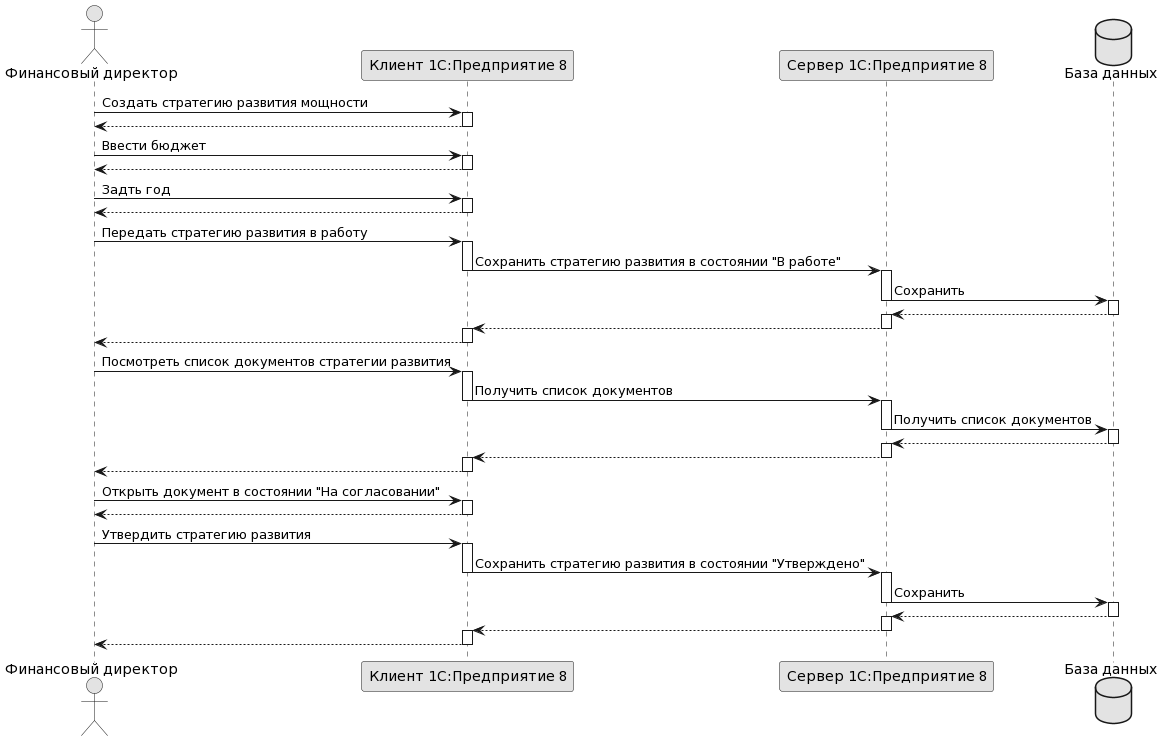 Финансовый директор
Клиент 1С:Предприятие 8
Сервер 1С:Предприятие 8
База данных
Создать стратегию развития мощности
Ввести бюджет
Задть год
Передать стратегию развития в работу
Сохранить стратегию развития в состоянии "В работе"
Сохранить
Посмотреть список документов стратегии развития
Получить список документов
Получить список документов
Открыть документ в состоянии "На согласовании"
Утвердить стратегию развития
Сохранить стратегию развития в состоянии "Утверждено"
Сохранить
Финансовый директор
Клиент 1С:Предприятие 8
Сервер 1С:Предприятие 8
База данных